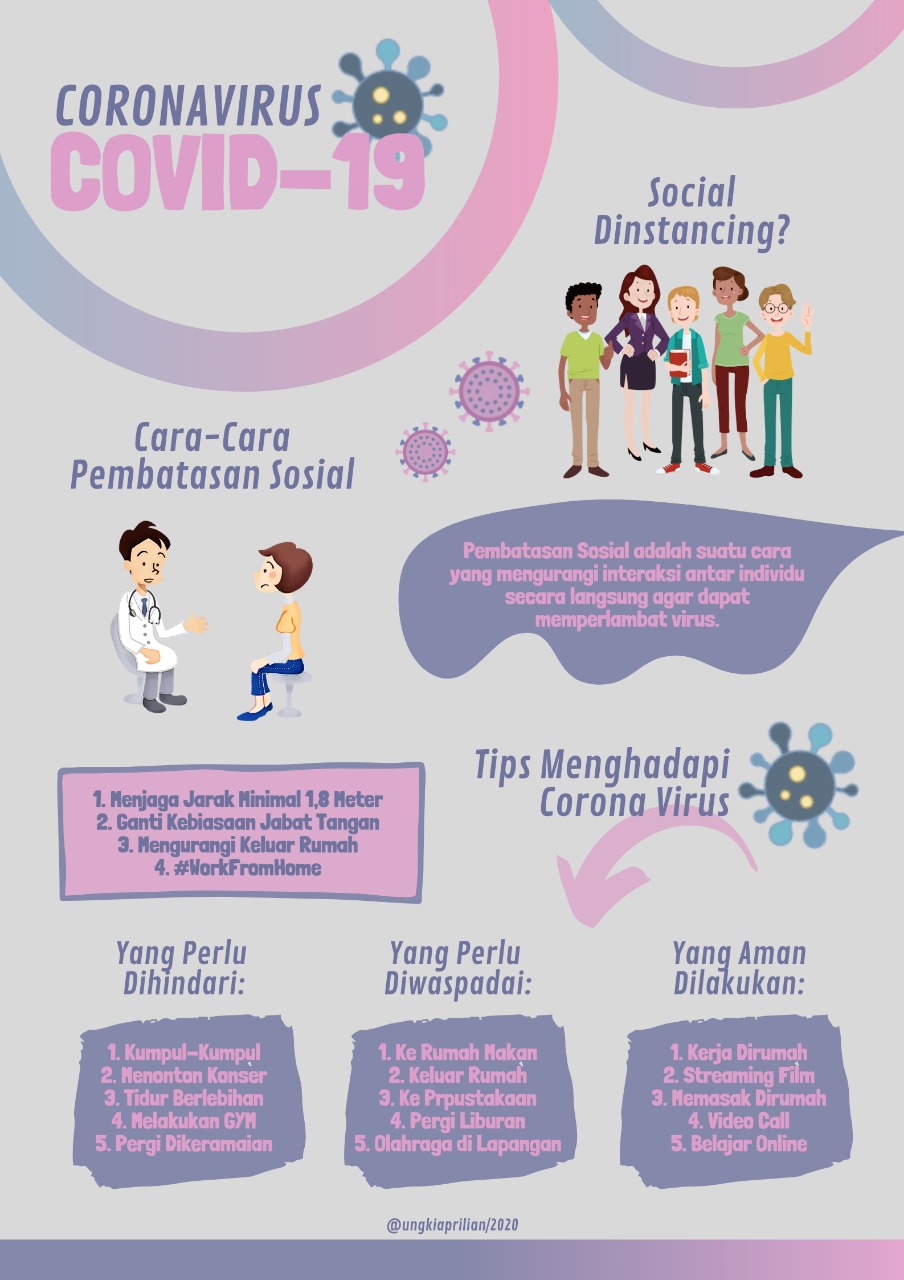 CORONAVIRUS
COVID-19
Social
Dinstancing?
Cara-Cara
Pembatasan Sosial
Pembatasan Sosial adalah suatu cara
yang mengurangi interaksi antar individu
secara langsung agar dapat
memperlambat virus.
1. Menjaga Jarak Minimal 1,8 Meter
2. Ganti Kebiasaan Jabat Tangan
3. Mengurangi Keluar Rumah
4. #WorkFromHome
Tips Menghadapi
Corona Virus
Yang Perlu
Dihindari:
1. Kumpul-Kumpul
2. Menonton Konser
3. Tidur Berlebihan
4. Melakukan GYM
5. Pergi Dikeramaian
Yang Perlu
Diwaspadai:
1. Ke Rumah Makan
2. Keluar Rumah
3. Ke Prpustakaan
4. Pergi Liburan
5. Olahraga di Lapangan
Yang Aman
Dilakukan:
1. Kerja Dirumah
2. Streaming Film
3. Memasak Dirumah
4. Video Call
5. Belajar Online
@ungkiaprilian/2020